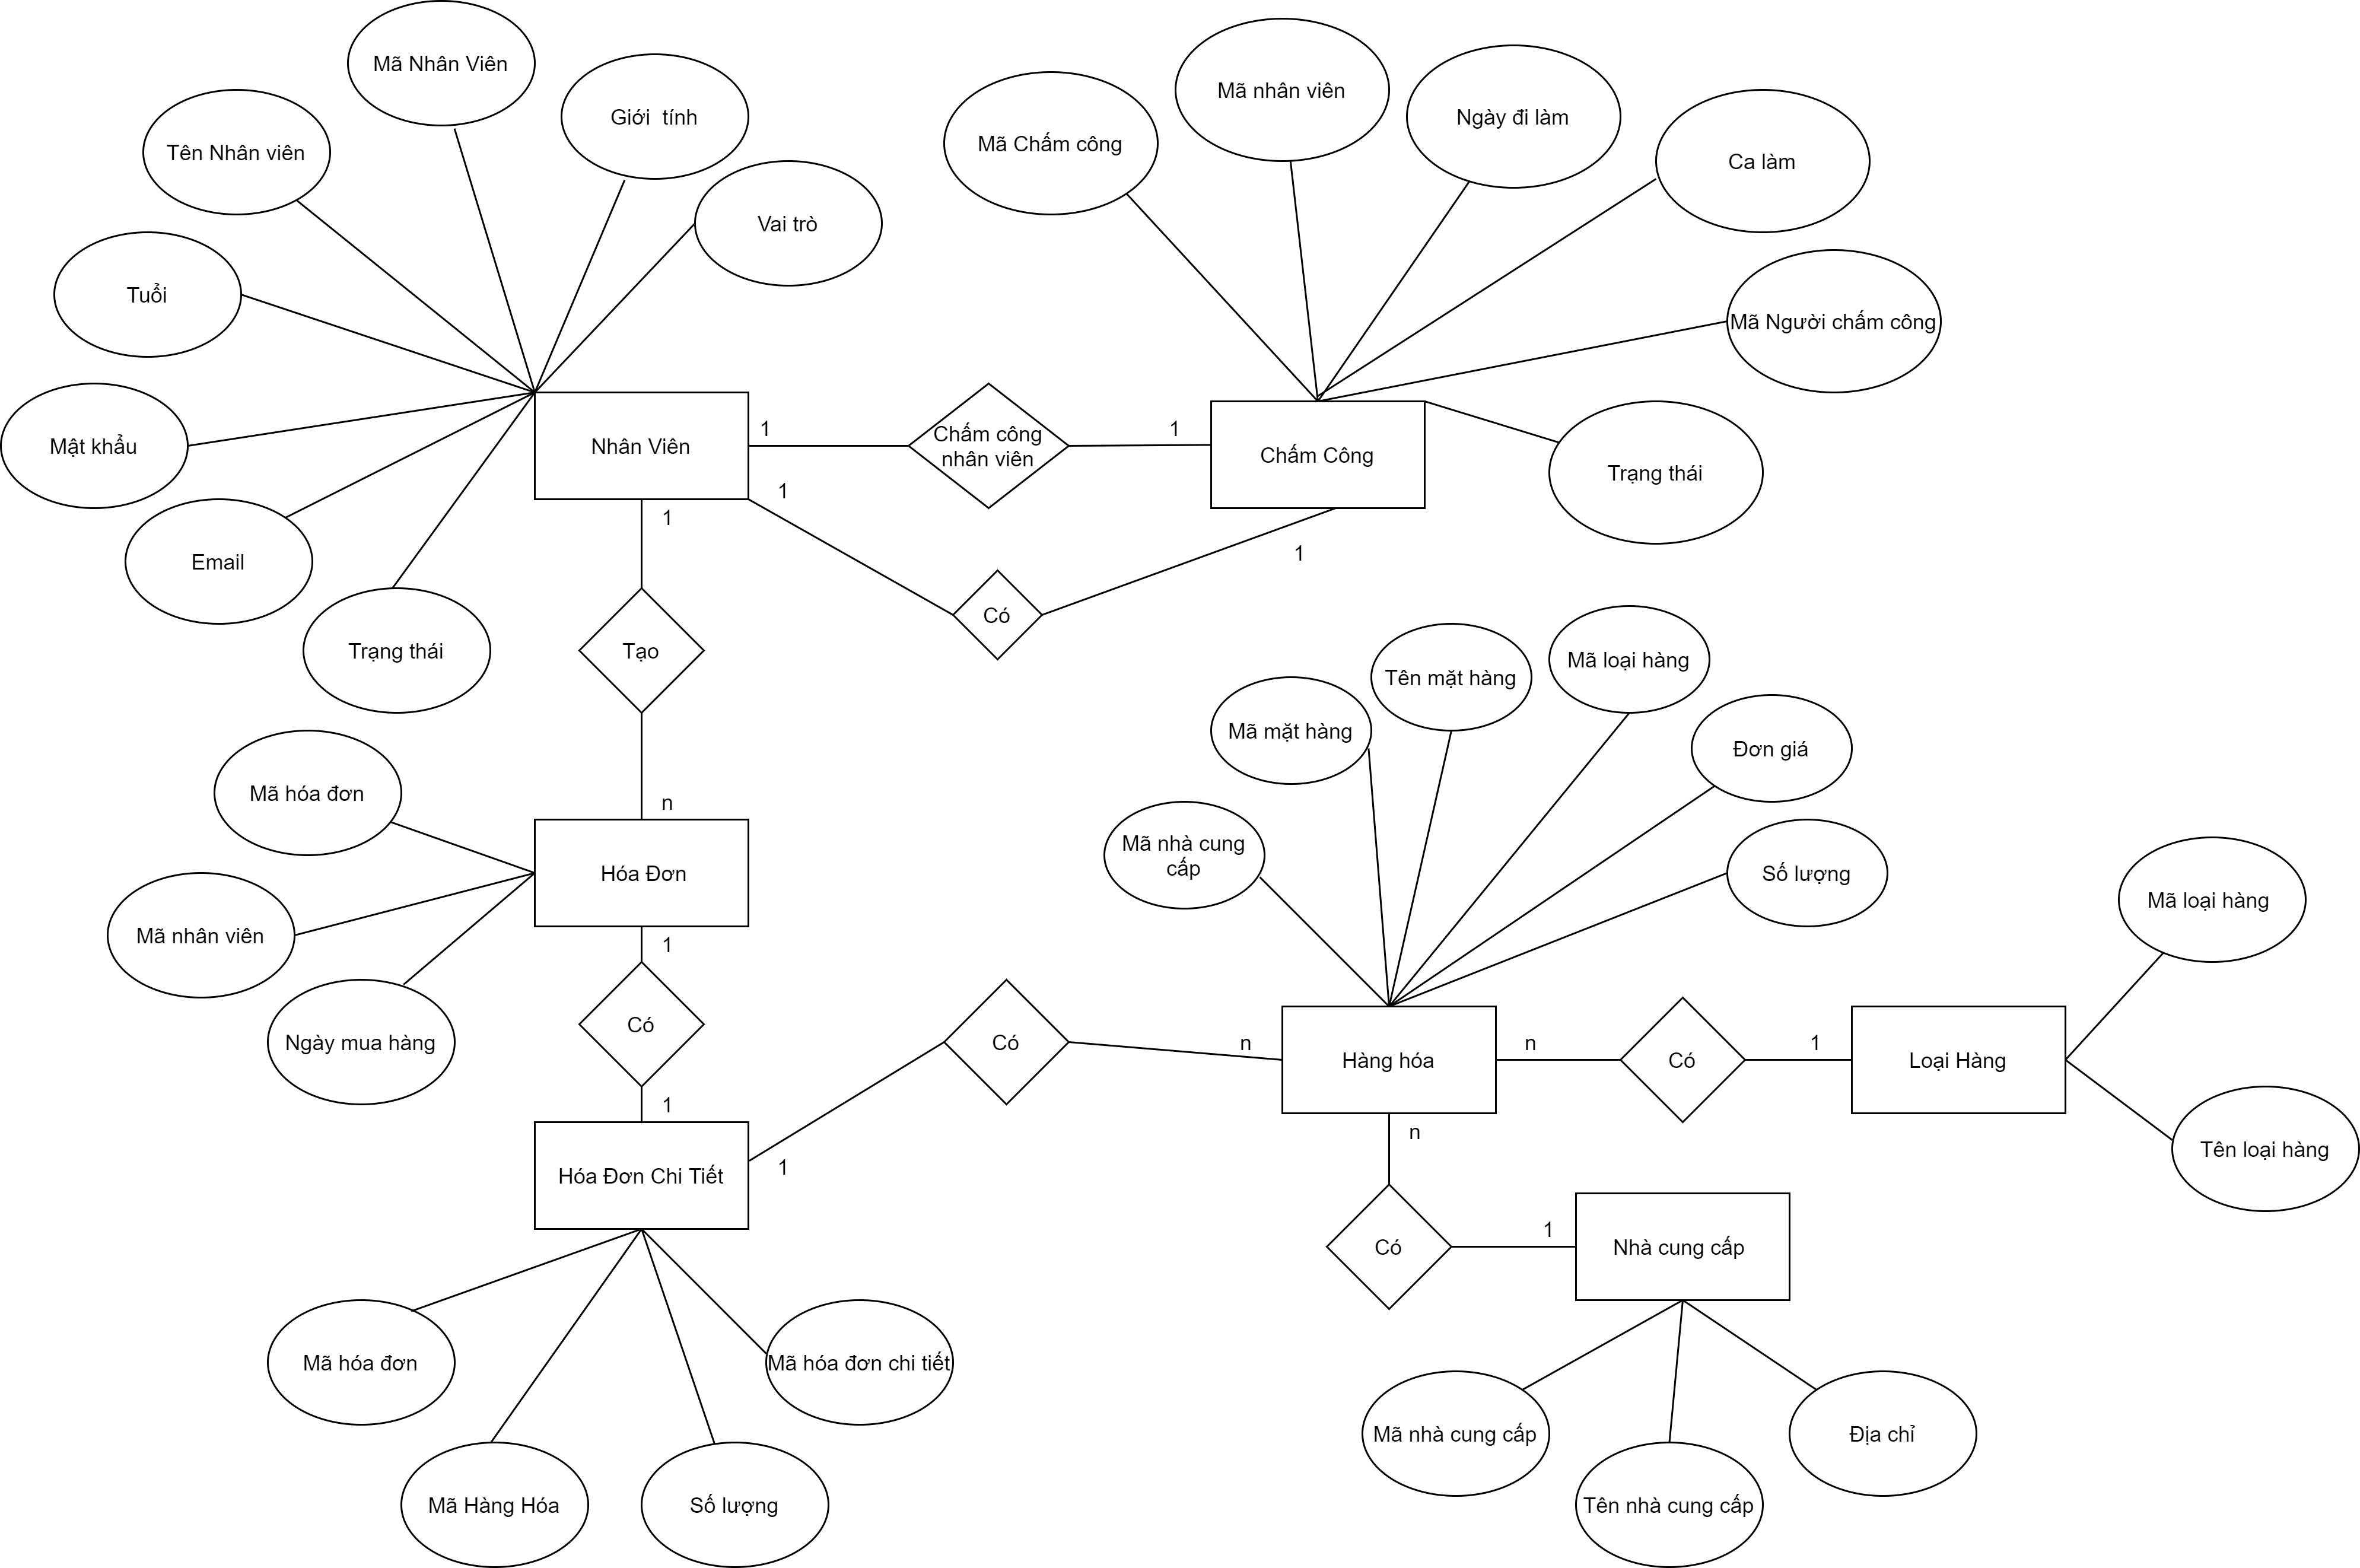 Mã Nhân Viên
Giới  tính
Tên Nhân viên
Vai trò
Tuổi
Mật khẩu
Email
Trạng thái
Nhân Viên
1
Chấm công
nhân viên
1
Mã Chấm công
Mã nhân viên
Ngày đi làm
Ca làm
Mã Người chấm công
Trạng thái
Chấm Công
1
Có
1
1
Tạo
n
Mã hóa đơn
Mã nhân viên
Ngày mua hàng
Hóa Đơn
1
Có
1
Hóa Đơn Chi Tiết
Mã hóa đơn
Mã Hàng Hóa
Số lượng
Mã hóa đơn chi tiết
1
Có
n
Mã nhà cung
cấp
Mã mặt hàng
Tên mặt hàng
Mã loại hàng
Đơn giá
Số lượng
Hàng hóa
n
Có
1
Loại Hàng
Mã loại hàng
Tên loại hàng
n
Có
1
Nhà cung cấp
Mã nhà cung cấp
Tên nhà cung cấp
Địa chỉ